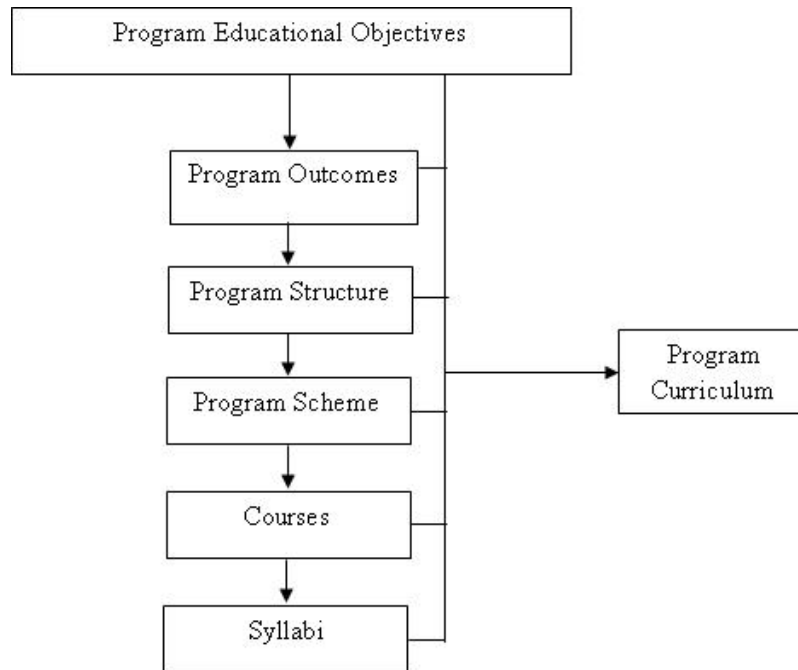 Program Educational Objectives
Program Outcomes
Program Structure
Program Scheme
Courses
Syllabi
Program
Curriculum